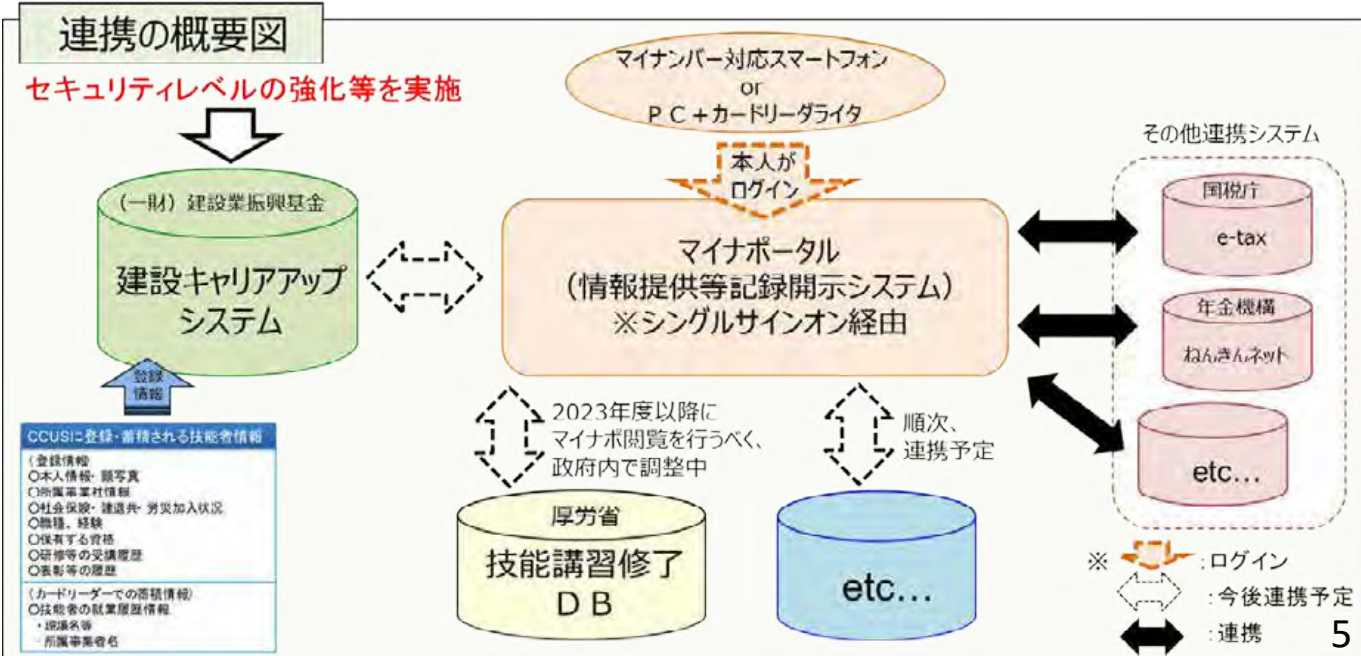 連携の概要図
セキュリティレベルの強化等を実施
マイナンバー対応スマートフォン
or
PC+カードリーダライタ
本人が
ログイン
(一財)建設業振興基金
建設キャリアアップ
システム
マイナポータル
(情報提供等記録開示システム)
※シングルサインオン経由
その他連携システム
国税庁
e-tax
年金機構
ねんきんネット
etc...
登録
情報
CCUSに登録・蓄積される技能者情報
(登録情報)
〇本人情報・顔写真
〇所属事業社情報
〇社会保険・建退共・労災加入状況
〇職種、経験
〇保有する資格
〇研修等の受講履歴
〇表彰等の履歴
(カードリーダーでの蓄積情報)
〇技能者の就業履歴情報
・現場名等
・所属事業者名
2023年度以降に
マイナポ閲覧を行うべく、
政府内で調整中
順次、
連携予定
厚労省
技能講習修了
DB
etc...
※ :ログイン
:今後連携予定
:連携
5